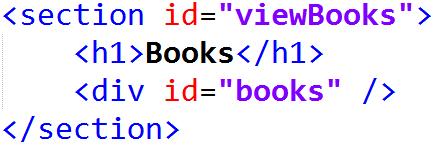 <section id="viewBooks">
    <h1>Books</h1>
    <div id="books" />
</section>